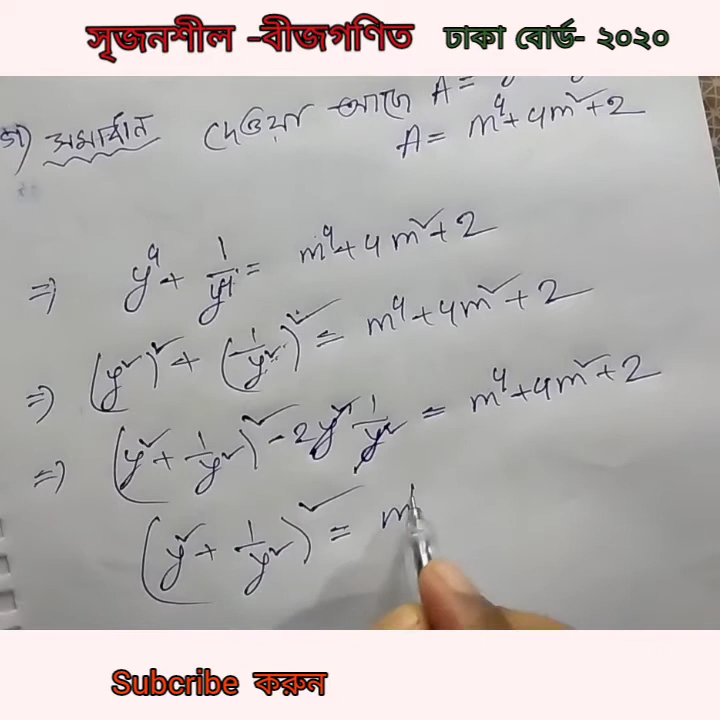 সৃজনশীল -বীজগণিত ঢাকা বোর্ড- ২০২০
সমাধান দেওয়া আছে A=
A = m⁴+4m²+2
⇒ y⁴ + 1/y⁴ = m⁴+4m²+2
⇒ (y²)² + (1/y²)² = m⁴+4m²+2
⇒ (y² + 1/y²)² - 2y² 1/y² = m⁴+4m²+2
(y² + 1/y²)² = m
Subcribe করুন